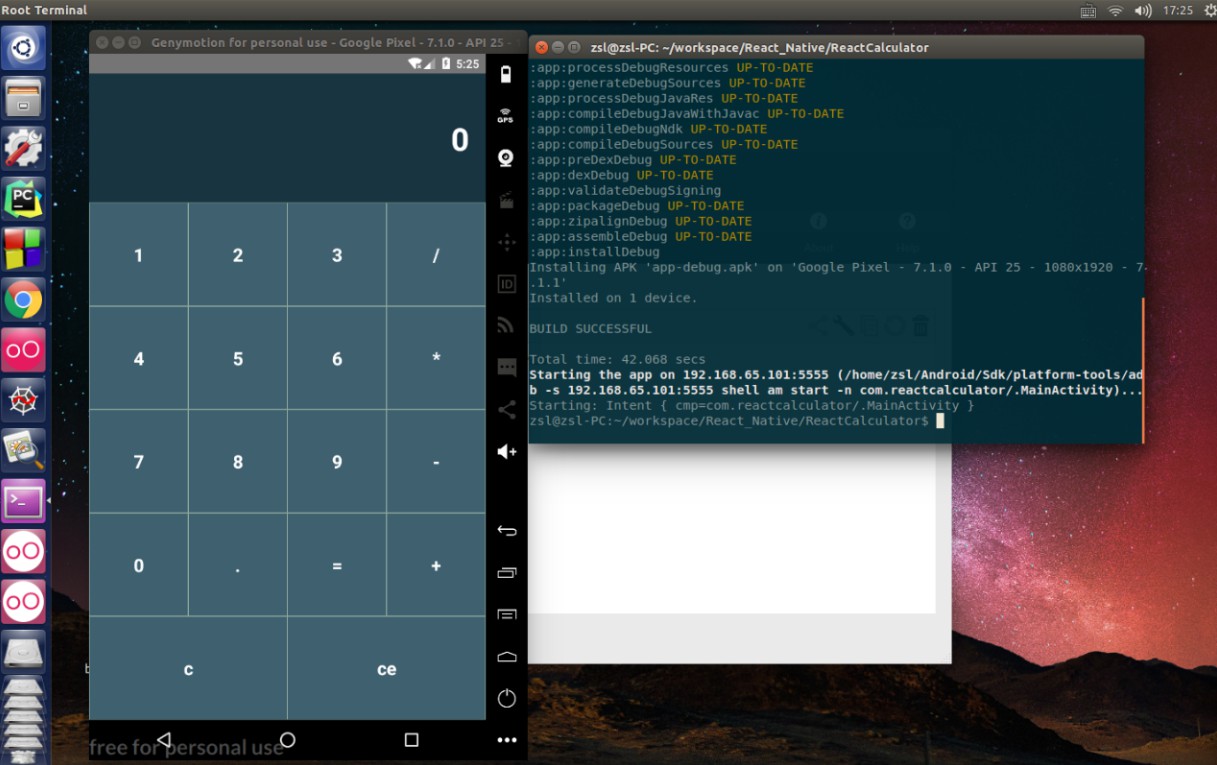 Root Terminal
17:25
Genymotion for personal use - Google Pixel - 7.1.0 - API 25 -
5:25
0
1 2 3 /
4 5 6 *
7 8 9 -
0 . = +
c ce
free for personal use
GPS
ID
PC
zsl@zsl-PC: ~/workspace/React_Native/ReactCalculator
:app:processDebugResources UP-TO-DATE
:app:generateDebugSources UP-TO-DATE
:app:processDebugJavaRes UP-TO-DATE
:app:compileDebugJavaWithJavac UP-TO-DATE
:app:compileDebugNdk UP-TO-DATE
:app:compileDebugSources UP-TO-DATE
:app:preDexDebug UP-TO-DATE
:app:dexDebug UP-TO-DATE
:app:validateDebugSigning
:app:packageDebug UP-TO-DATE
:app:zipalignDebug UP-TO-DATE
:app:assembleDebug UP-TO-DATE
:app:installDebug
Installing APK 'app-debug.apk' on 'Google Pixel - 7.1.0 - API 25 - 1080x1920 - 7
.1.1'
Installed on 1 device.
BUILD SUCCESSFUL
Total time: 42.068 secs
Starting the app on 192.168.65.101:5555 (/home/zsl/Android/Sdk/platform-tools/ad
b -s 192.168.65.101:5555 shell am start -n com.reactcalculator/.MainActivity)...
Starting: Intent { cmp=com.reactcalculator/.MainActivity }
zsl@zsl-PC:~/workspace/React_Native/ReactCalculator$